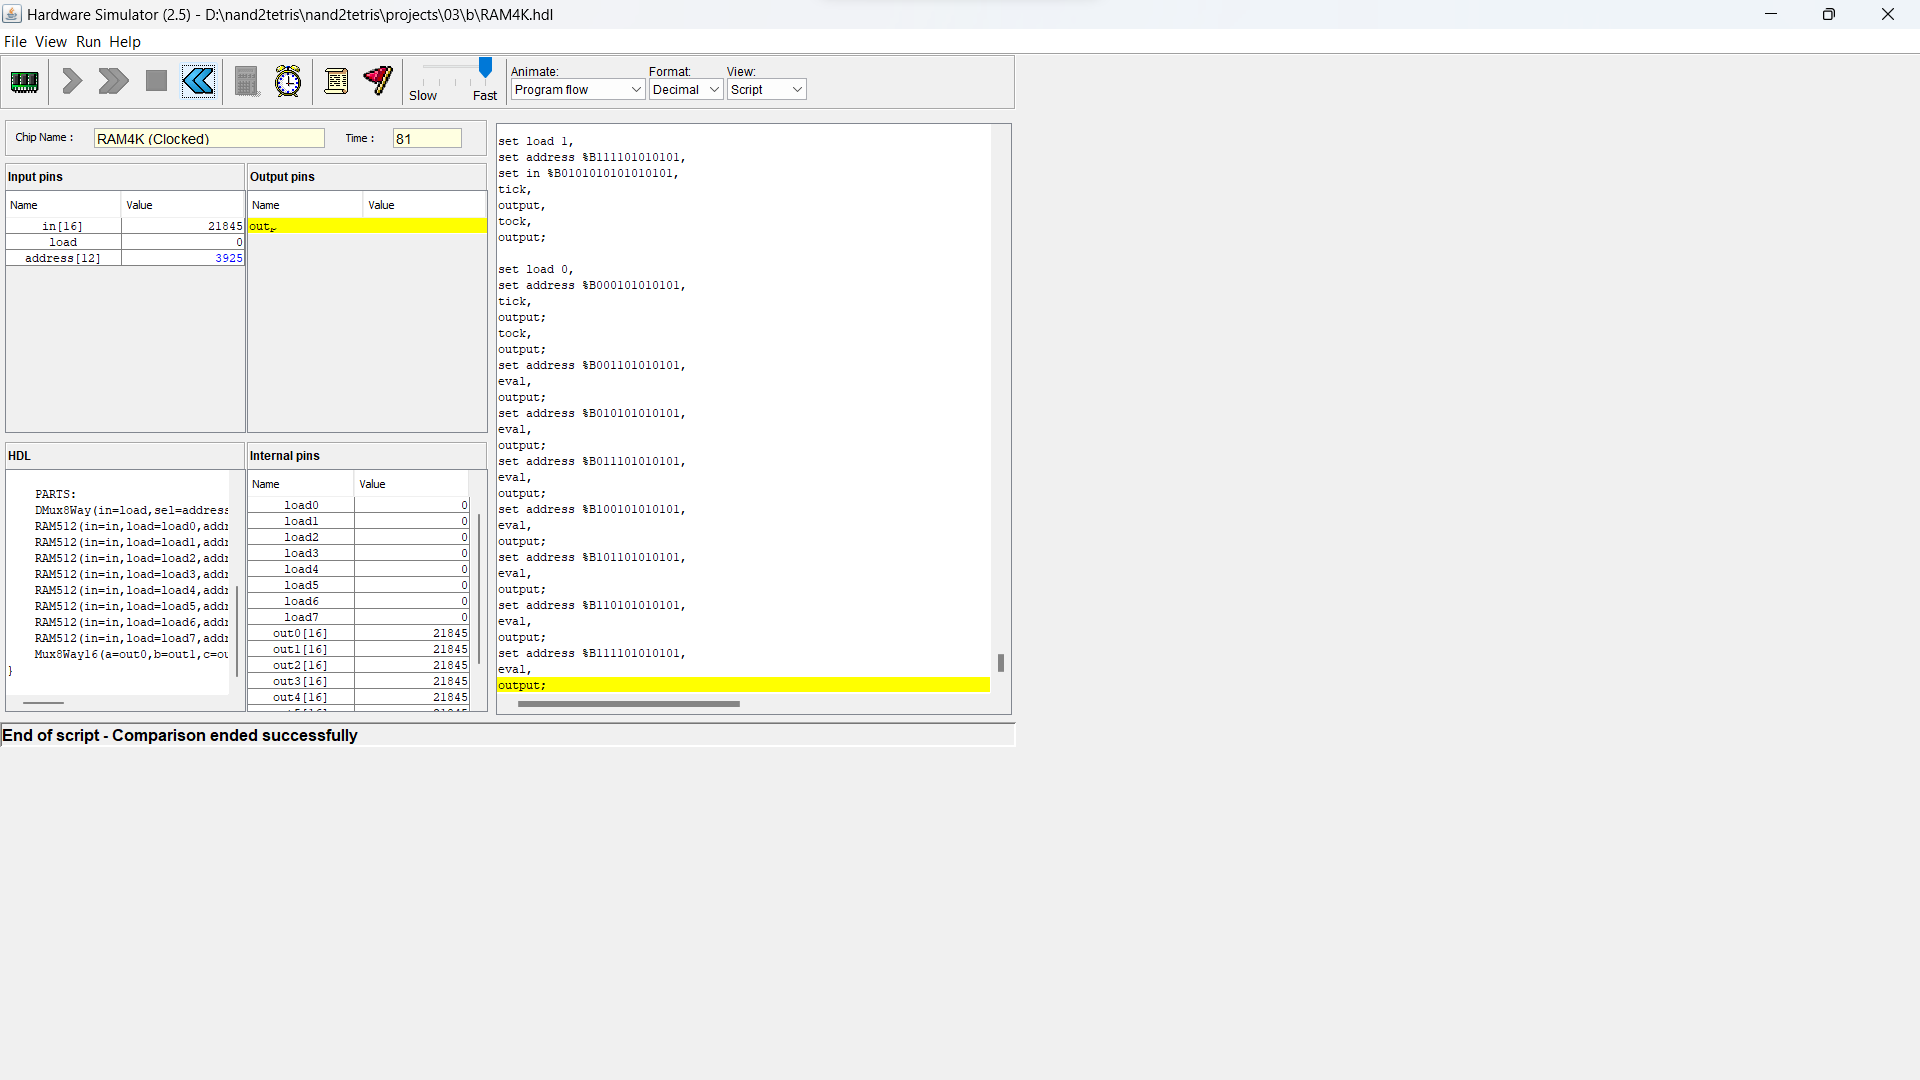 Hardware Simulator (2.5) - D:\nand2tetris\nand2tetris\projects\03\b\RAM4K.hdl
File View Run Help
Slow Fast
Animate: Format: View:
Program flow Decimal Script
Chip Name : RAM4K (Clocked) Time : 81
Input pins
Name Value
in[16] 21845
load 0
address[12] 3925
Output pins
Name Value
HDL
PARTS:
DMux8Way(in=load,sel=address
RAM512(in=in,load=load0,addr
RAM512(in=in,load=load1,addr
RAM512(in=in,load=load2,addr
RAM512(in=in,load=load3,addr
RAM512(in=in,load=load4,addr
RAM512(in=in,load=load5,addr
RAM512(in=in,load=load6,addr
RAM512(in=in,load=load7,addr
Mux8Way16(a=out0,b=out1,c=ou
}
Internal pins
Name Value
load0 0
load1 0
load2 0
load3 0
load4 0
load5 0
load6 0
load7 0
out0[16] 21845
out1[16] 21845
out2[16] 21845
out3[16] 21845
out4[16] 21845
set load 1,
set address %B111101010101,
set in %B0101010101010101,
tick,
output,
tock,
output;
set load 0,
set address %B000101010101,
tick,
output;
tock,
output;
set address %B001101010101,
eval,
output;
set address %B010101010101,
eval,
output;
set address %B011101010101,
eval,
output;
set address %B100101010101,
eval,
output;
set address %B101101010101,
eval,
output;
set address %B110101010101,
eval,
output;
set address %B111101010101,
eval,
output;
End of script - Comparison ended successfully